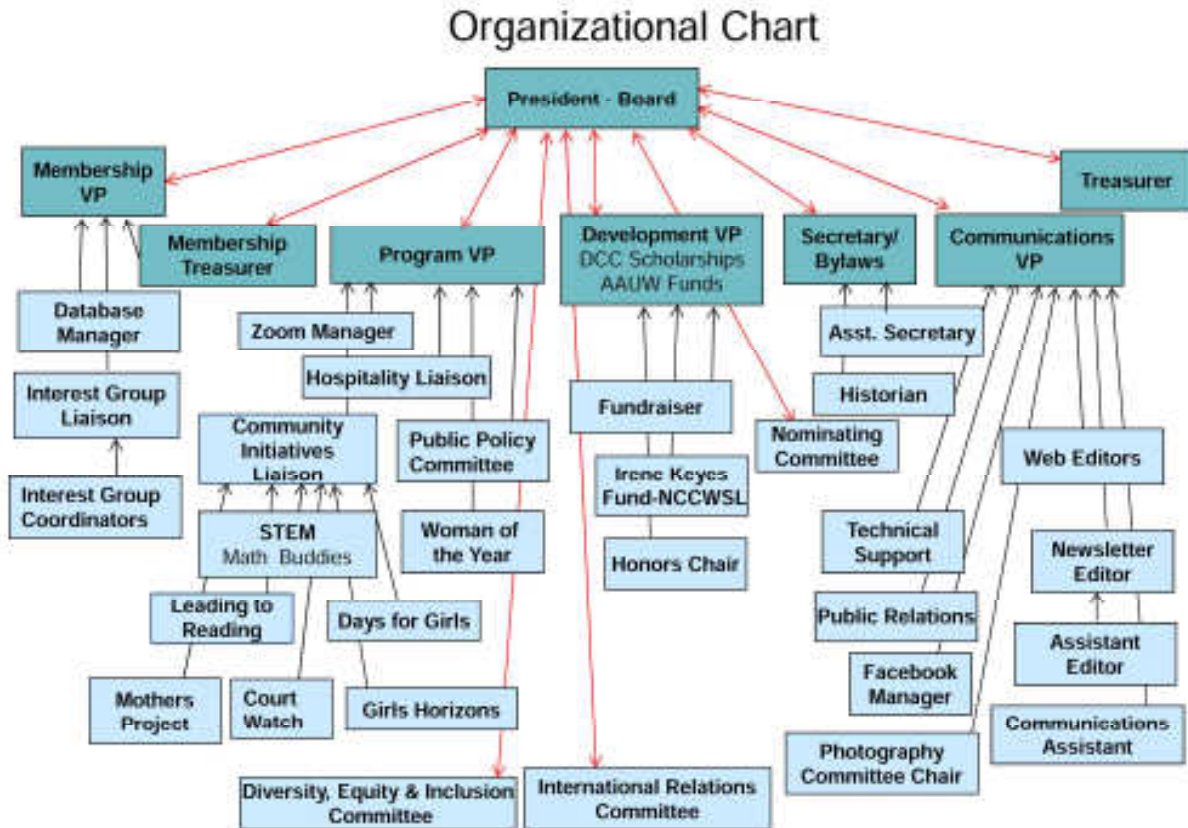 Organizational Chart
President - Board
Membership
VP
Treasurer
Membership
Treasurer
Program VP
Development VP
DCC Scholarships
AAUW Funds
Secretary/
Bylaws
Communications
VP
Database
Manager
Zoom Manager
Asst. Secretary
Interest Group
Liaison
Hospitality Liaison
Fundraiser
Historian
Community
Initiatives
Liaison
Public Policy
Committee
Nominating
Committee
Web Editors
Interest Group
Coordinators
Irene Keyes
Fund-NCCWSL
STEM
Math Buddies
Woman of
the Year
Honors Chair
Technical
Support
Newsletter
Editor
Leading to
Reading
Days for Girls
Public Relations
Assistant
Editor
Mothers
Project
Court
Watch
Girls Horizons
Facebook
Manager
Communications
Assistant
Photography
Committee Chair
Diversity, Equity & Inclusion
Committee
International Relations
Committee